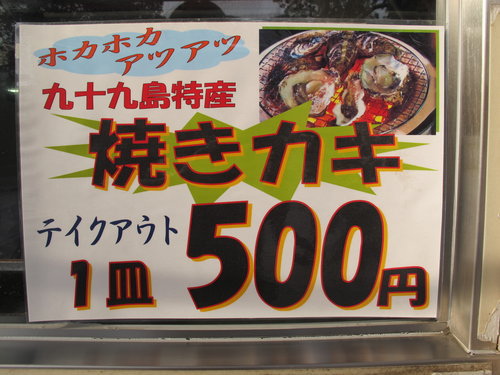 ホカホカ
アツアツ
九十九島特産
焼きカキ
テイクアウト
1皿 500円